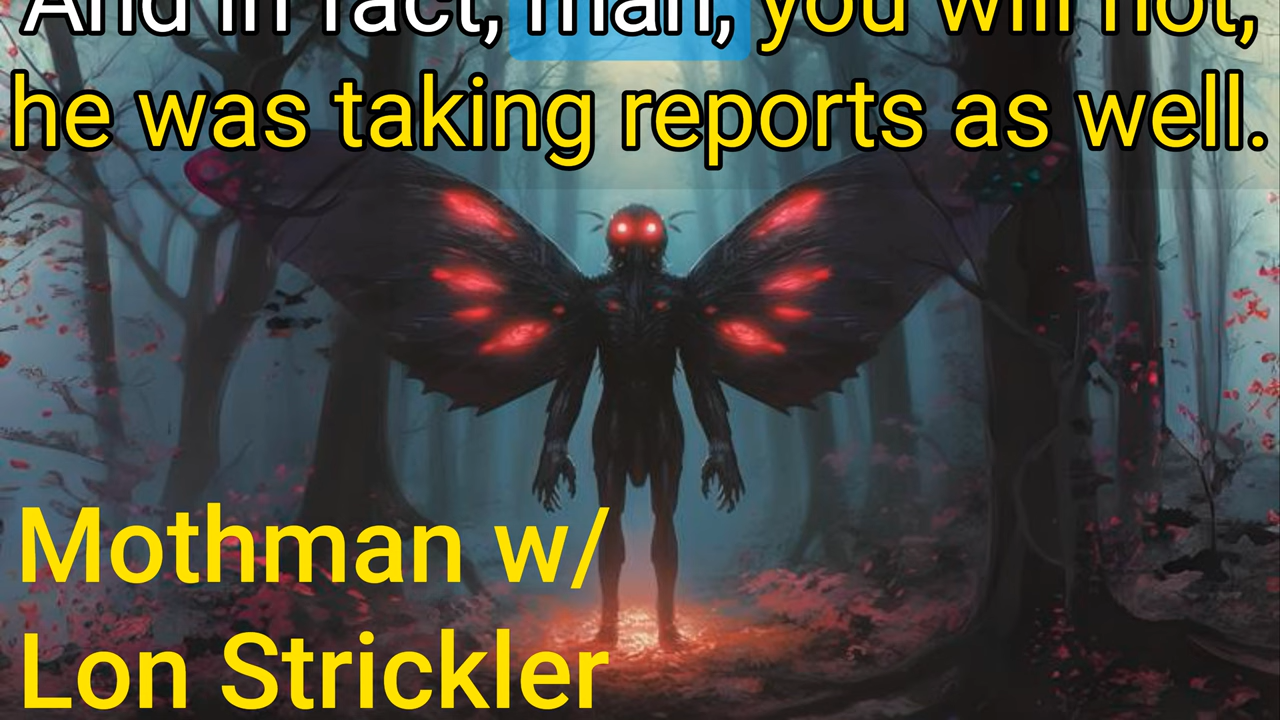 And in fact, man, you will not,
he was taking reports as well.
Mothman w/
Lon Strickler